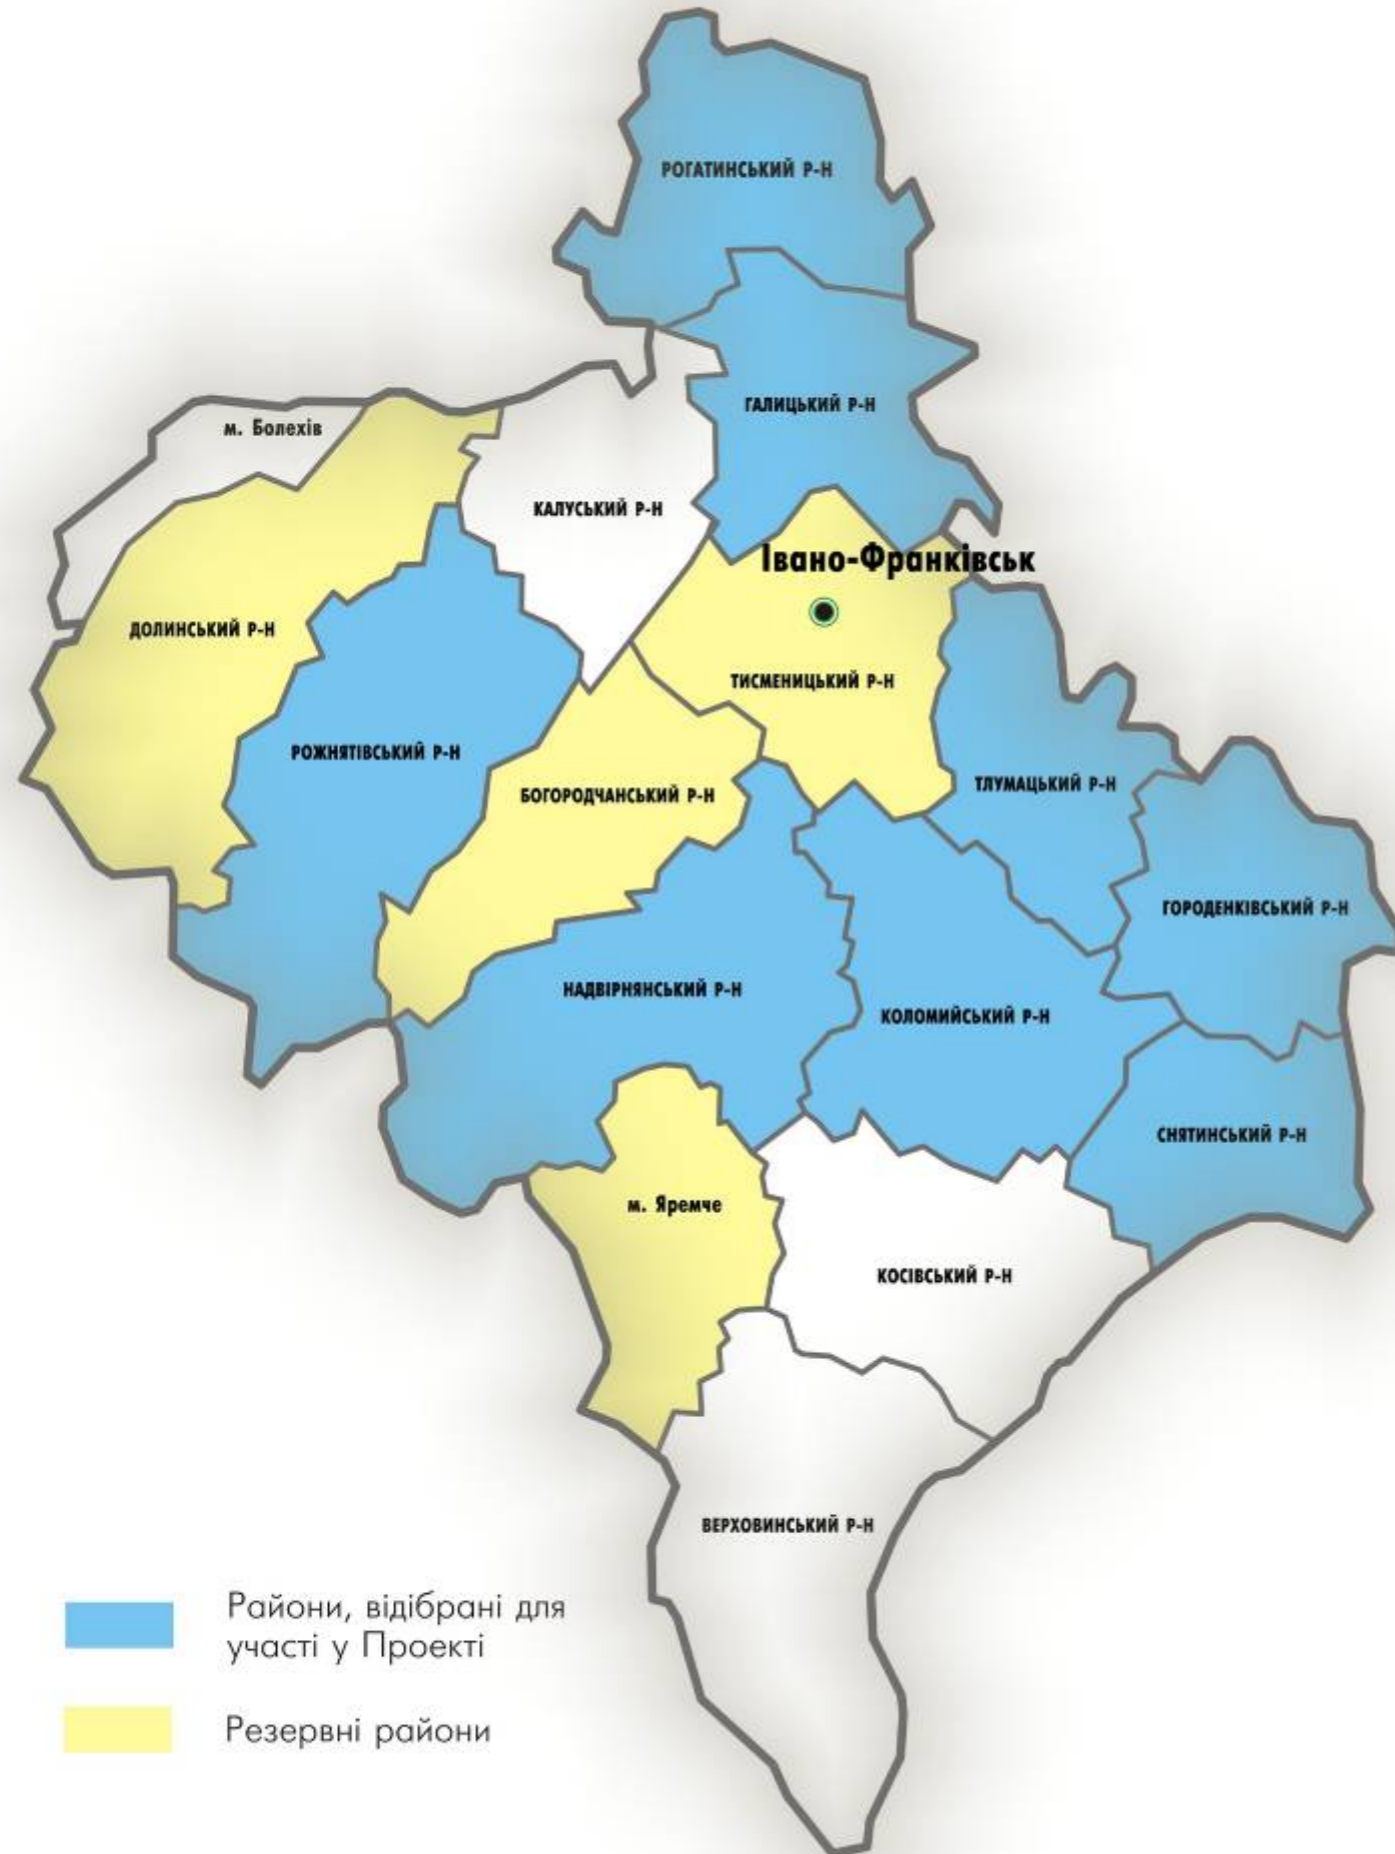 РОГАТИНСЬКИЙ Р-Н
ГАЛИЦЬКИЙ Р-Н
м. Болехів
КАЛУСЬКИЙ Р-Н
Івано-Франківськ
ДОЛИНСЬКИЙ Р-Н
ТИСМЕНИЦЬКИЙ Р-Н
РОЖНЯТІВСЬКИЙ Р-Н
БОГОРОДЧАНСЬКИЙ Р-Н
ТЛУМАЦЬКИЙ Р-Н
ГОРОДЕНКІВСЬКИЙ Р-Н
НАДВІРНЯНСЬКИЙ Р-Н
КОЛОМИЙСЬКИЙ Р-Н
СНЯТИНСЬКИЙ Р-Н
м. Яремче
КОСІВСЬКИЙ Р-Н
ВЕРХОВИНСЬКИЙ Р-Н
Райони, відібрані для
участі у Проекті
Резервні райони